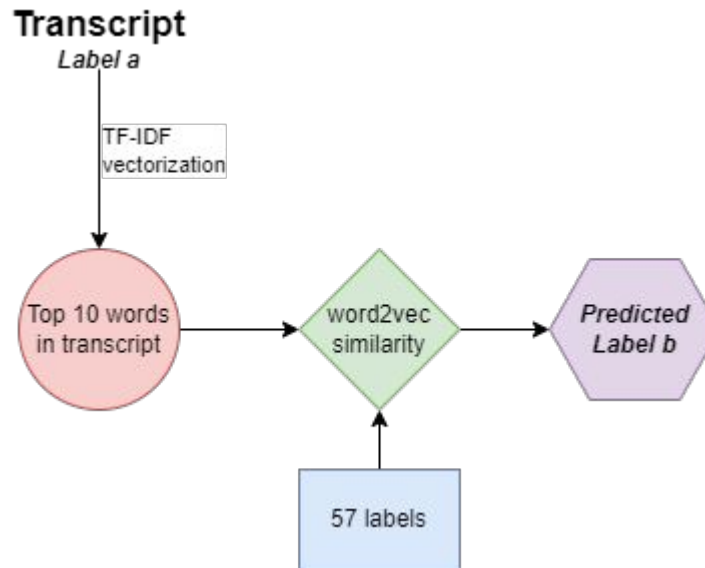 Transcript
Label a
TF-IDF
vectorization
Top 10 words
in transcript
word2vec
similarity
Predicted
Label b
57 labels